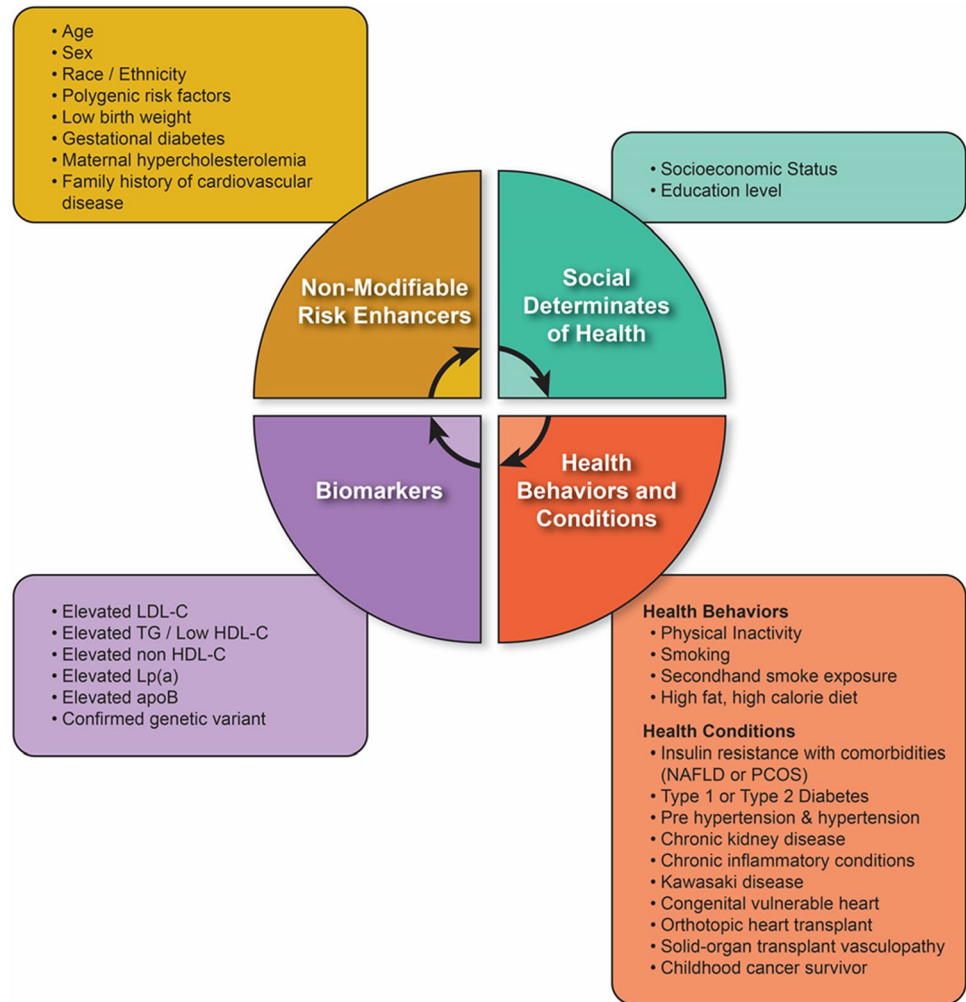 • Age
• Sex
• Race / Ethnicity
• Polygenic risk factors
• Low birth weight
• Gestational diabetes
• Maternal hypercholesterolemia
• Family history of cardiovascular
disease
• Socioeconomic Status
• Education level
Non-Modifiable
Risk Enhancers
Social
Determinates
of Health
Biomarkers
Health
Behaviors and
Conditions
• Elevated LDL-C
• Elevated TG / Low HDL-C
• Elevated non HDL-C
• Elevated Lp(a)
• Elevated apoB
• Confirmed genetic variant
Health Behaviors
• Physical Inactivity
• Smoking
• Secondhand smoke exposure
• High fat, high calorie diet
Health Conditions
• Insulin resistance with comorbidities
(NAFLD or PCOS)
• Type 1 or Type 2 Diabetes
• Pre hypertension & hypertension
• Chronic kidney disease
• Chronic inflammatory conditions
• Kawasaki disease
• Congenital vulnerable heart
• Orthotopic heart transplant
• Solid-organ transplant vasculopathy
• Childhood cancer survivor